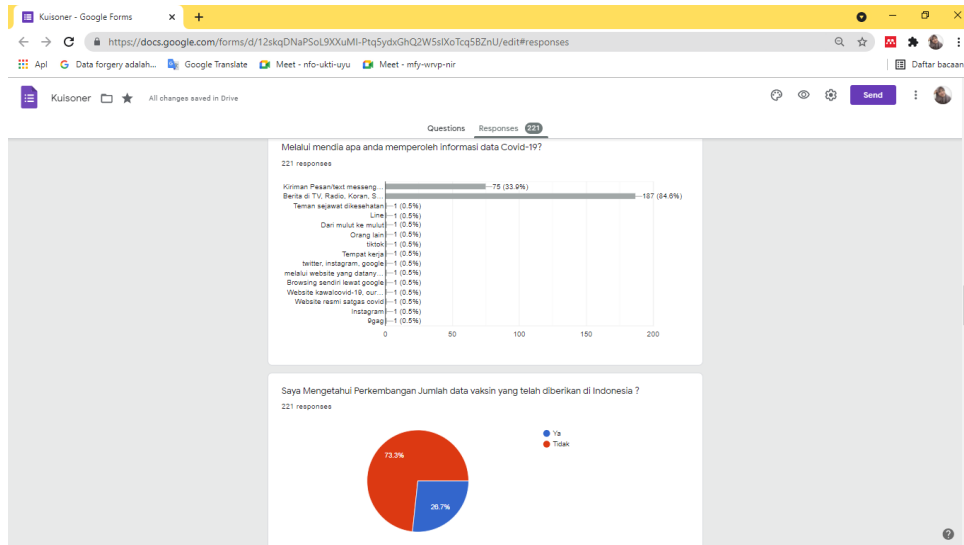 Kuisoner - Google Forms
https://docs.google.com/forms/d/12skqDNaPSoL9XXuMI-Ptq5ydxGhQ2W5sIXoTcq5BZnU/edit#responses
Apl
Data forgery adalah...
Google Translate
Meet - nfo-ukti-uyu
Meet - mfy-wrvp-nir
Daftar bacaan
Kuisoner
All changes saved in Drive
Send
Questions
Responses 221
Melalui mendia apa anda memperoleh informasi data Covid-19?
221 responses
Kiriman Pesan/text messeng... 75 (33.9%)
Berita di TV, Radio, Koran, S... 187 (84.6%)
Teman sejawat dikesehatan 1 (0.5%)
Line 1 (0.5%)
Dari mulut ke mulut 1 (0.5%)
Orang lain 1 (0.5%)
tiktok 1 (0.5%)
Tempat kerja 1 (0.5%)
twitter, instagram, google 1 (0.5%)
melalui website yang datany... 1 (0.5%)
Browsing sendiri lewat google 1 (0.5%)
Website kawalcovid-19, our... 1 (0.5%)
Website resmi satgas covid 1 (0.5%)
Instagram 1 (0.5%)
9gag 1 (0.5%)
0 50 100 150 200
Saya Mengetahui Perkembangan Jumlah data vaksin yang telah diberikan di Indonesia ?
221 responses
Ya
Tidak
73.3%
26.7%